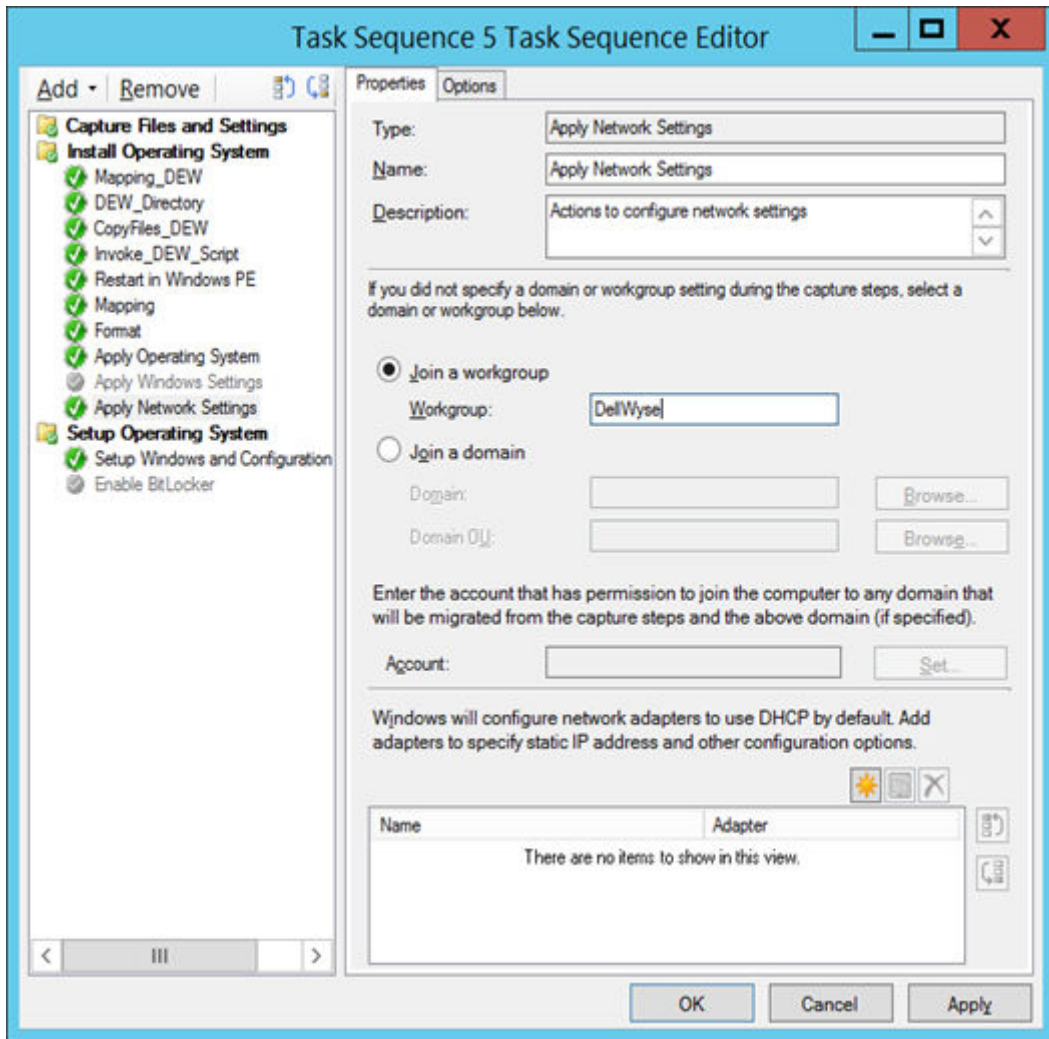 Task Sequence 5 Task Sequence Editor
Add Remove
Capture Files and Settings
Install Operating System
Mapping_DEW
DEW_Directory
CopyFiles_DEW
Invoke_DEW_Script
Restart in Windows PE
Mapping
Format
Apply Operating System
Apply Windows Settings
Apply Network Settings
Setup Operating System
Setup Windows and Configuration
Enable BitLocker
Properties Options
Type: Apply Network Settings
Name: Apply Network Settings
Description: Actions to configure network settings
If you did not specify a domain or workgroup setting during the capture steps, select a
domain or workgroup below.
Join a workgroup
Workgroup: DellWyse
Join a domain
Domain: Browse...
Domain OU: Browse...
Enter the account that has permission to join the computer to any domain that
will be migrated from the capture steps and the above domain (if specified).
Account: Set...
Windows will configure network adapters to use DHCP by default. Add
adapters to specify static IP address and other configuration options.
Name Adapter
There are no items to show in this view.
OK Cancel Apply